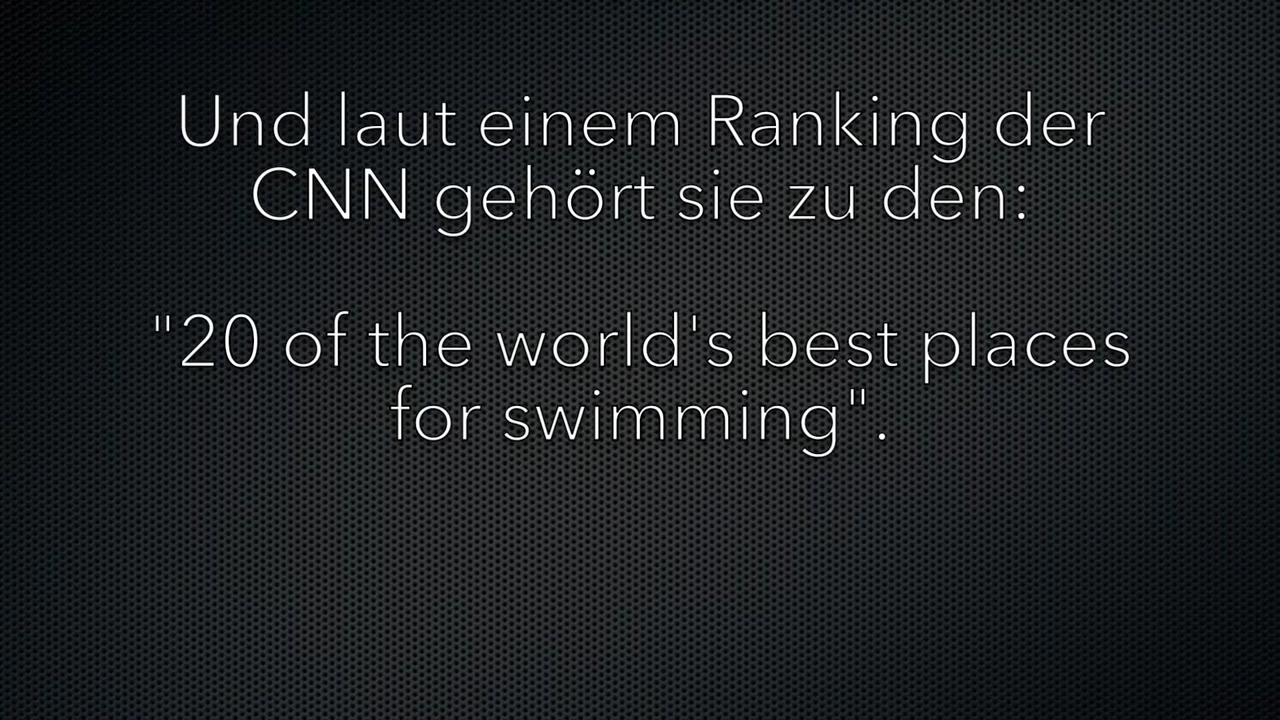 Und laut einem Ranking der
CNN gehört sie zu den:
"20 of the world's best places
for swimming".